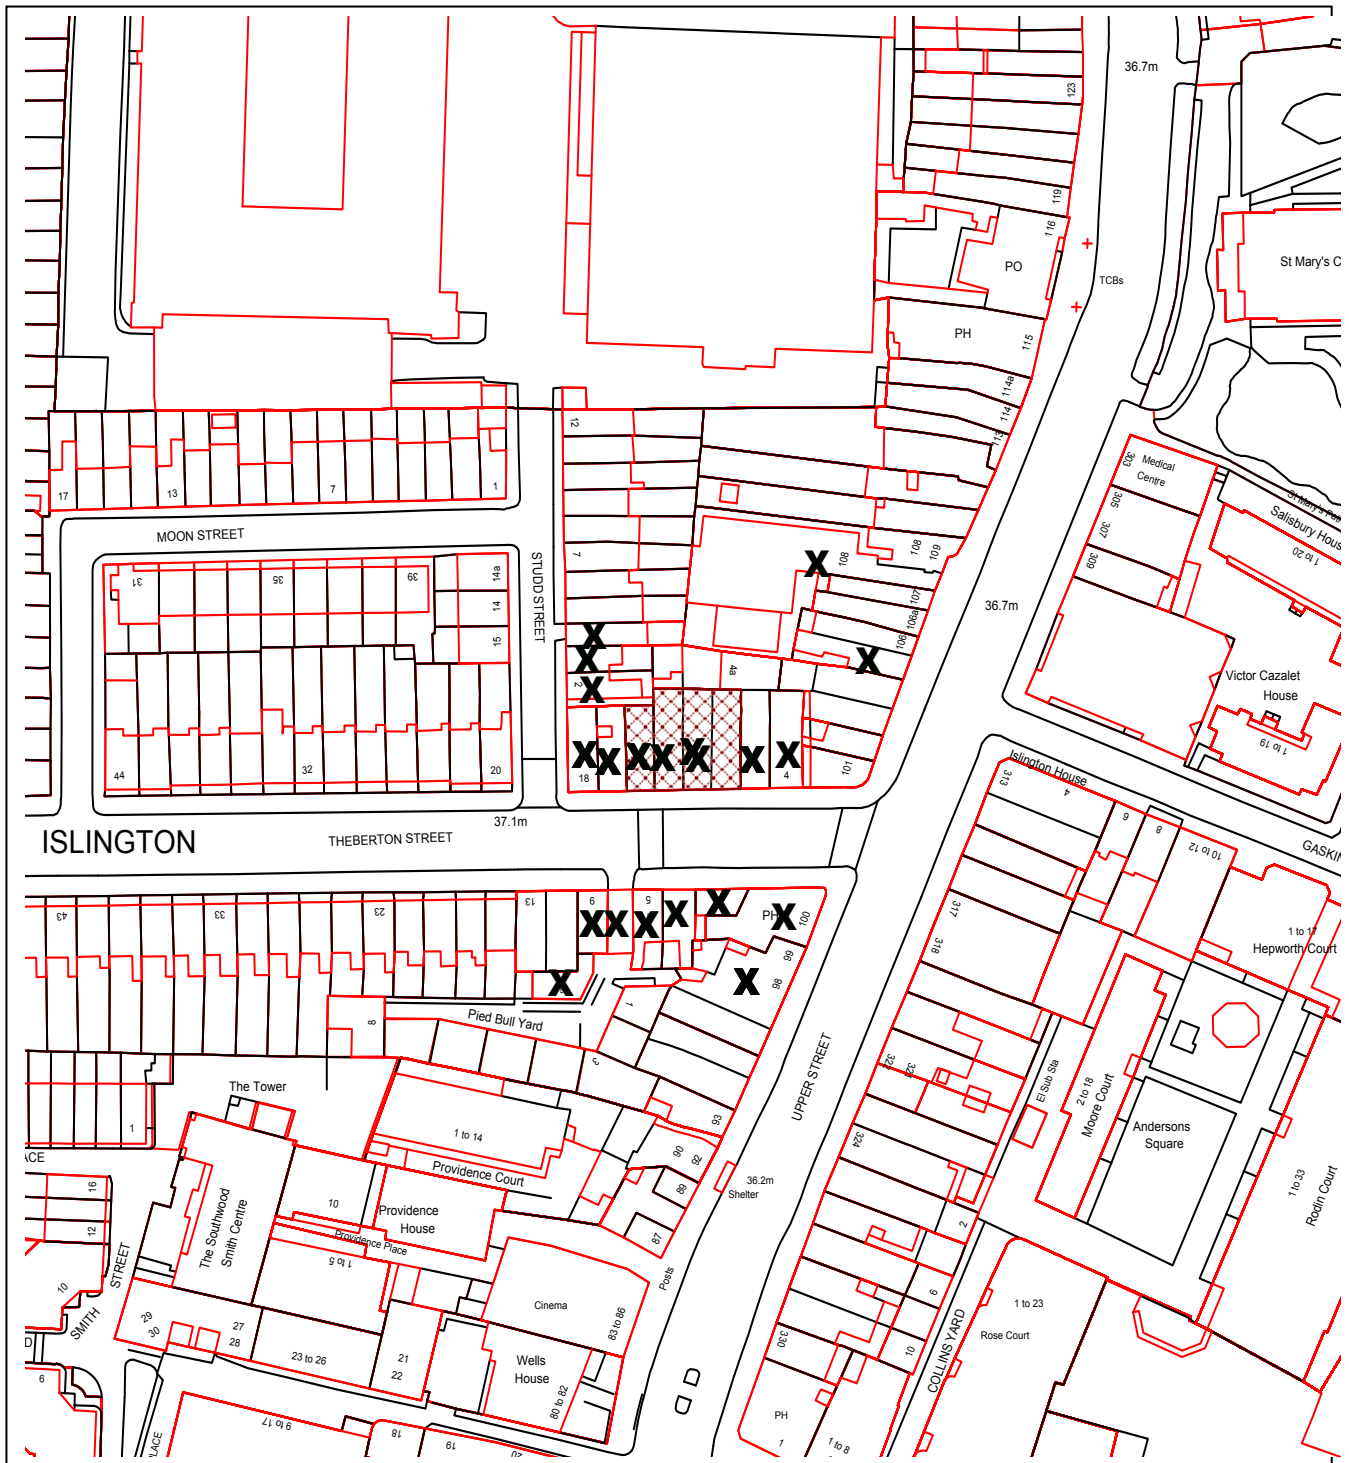 36.7m
123
119
116
PO
TCBs
St Mary's C
PH
115
114a
114
113
12
17
13
7
1
MOON STREET
303
Medical
Centre
305
307
309
Salisbury Hous
1 to 20
STUDD STREET
7
108
X
108
109
107
106a
106
36.7m
31
35
39
14a
14
15
X
X
X
2
4a
X
Victor Cazalet
House
1 to 19
44
32
20
18
X
X
X
X
X
X
X
X
4
101
Islington House
4
313
6
8
10 to 12
GASKIN
37.1m
ISLINGTON
THEBERTON STREET
43
33
23
13
9
5
X
X
X
X
X
PH
X
100
99
98
X
X
317
318
1 to 17
Hepworth Court
Pied Bull Yard
8
1
3
UPPER STREET
The Tower
1
ACE
93
322
324
El Sub Sta
2 to 18
Moore Court
Andersons
Square
1 to 33
Rodin Court
1 to 14
Providence Court
90
92
89
87
36.2m
Shelter
16
12
10
The Southwood
Smith Centre
10
Providence
House
Providence Place
1 to 5
STREET
SMITH
Posts
Cinema
83 to 86
2
6
10
COLLINS YARD
1 to 23
Rose Court
29
30
27
28
23 to 26
21
22
Wells
House
80 to 82
330
PH
1
1 to 8
D
6
PLACE
9 to 17
18
19
20